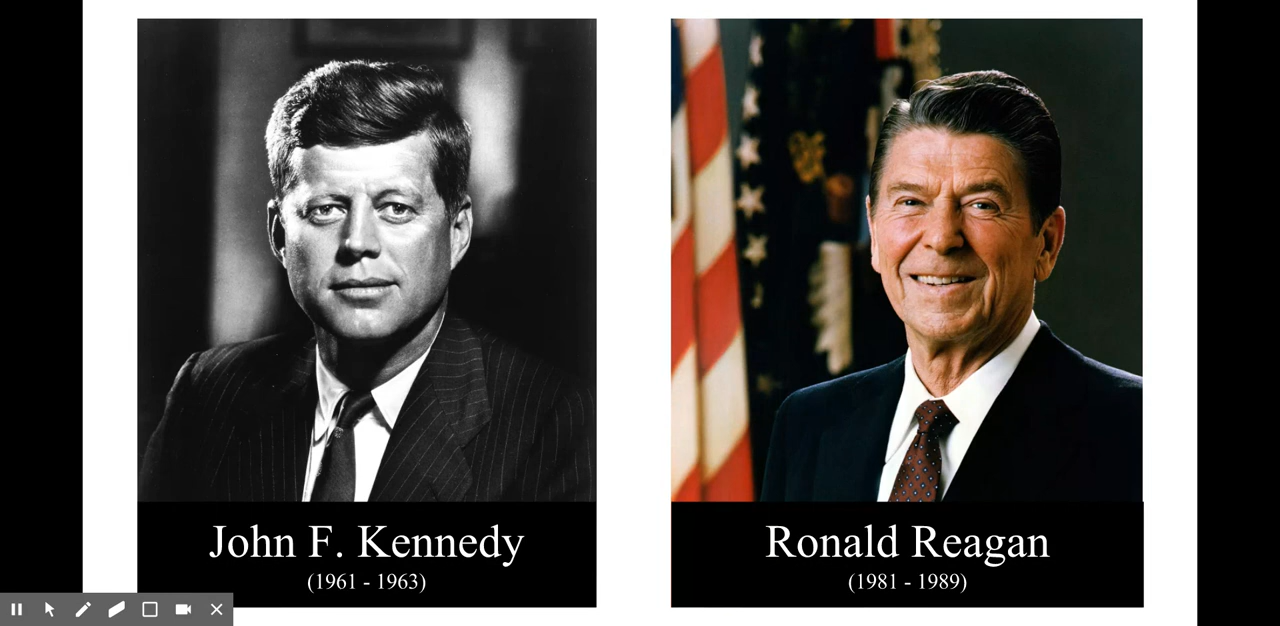 John F. Kennedy
(1961 - 1963)
Ronald Reagan
(1981 - 1989)